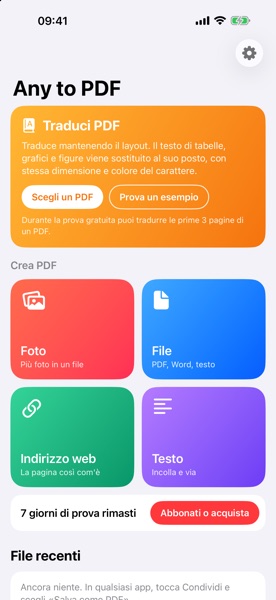 09:41
Any to PDF
Traduci PDF
Traduce mantenendo il layout. Il testo di tabelle,
grafici e figure viene sostituito al suo posto, con
stessa dimensione e colore del carattere.
Scegli un PDF
Prova un esempio
Durante la prova gratuita puoi tradurre le prime 3 pagine di
un PDF.
Crea PDF
Foto
Più foto in un file
File
PDF, Word, testo
Indirizzo web
La pagina così com'è
Testo
Incolla e via
7 giorni di prova rimasti
Abbonati o acquista
File recenti
Ancora niente. In qualsiasi app, tocca Condividi e
scegli «Salva come PDF».